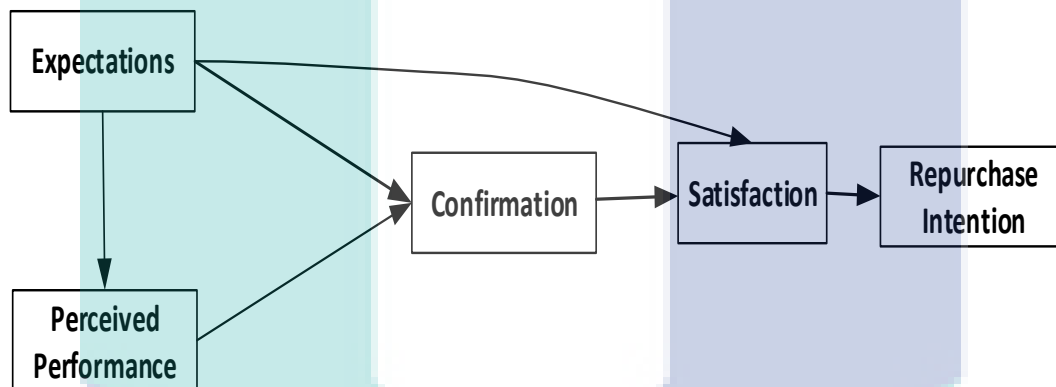 Expectations
Confirmation
Satisfaction
Repurchase
Intention
Perceived
Performance